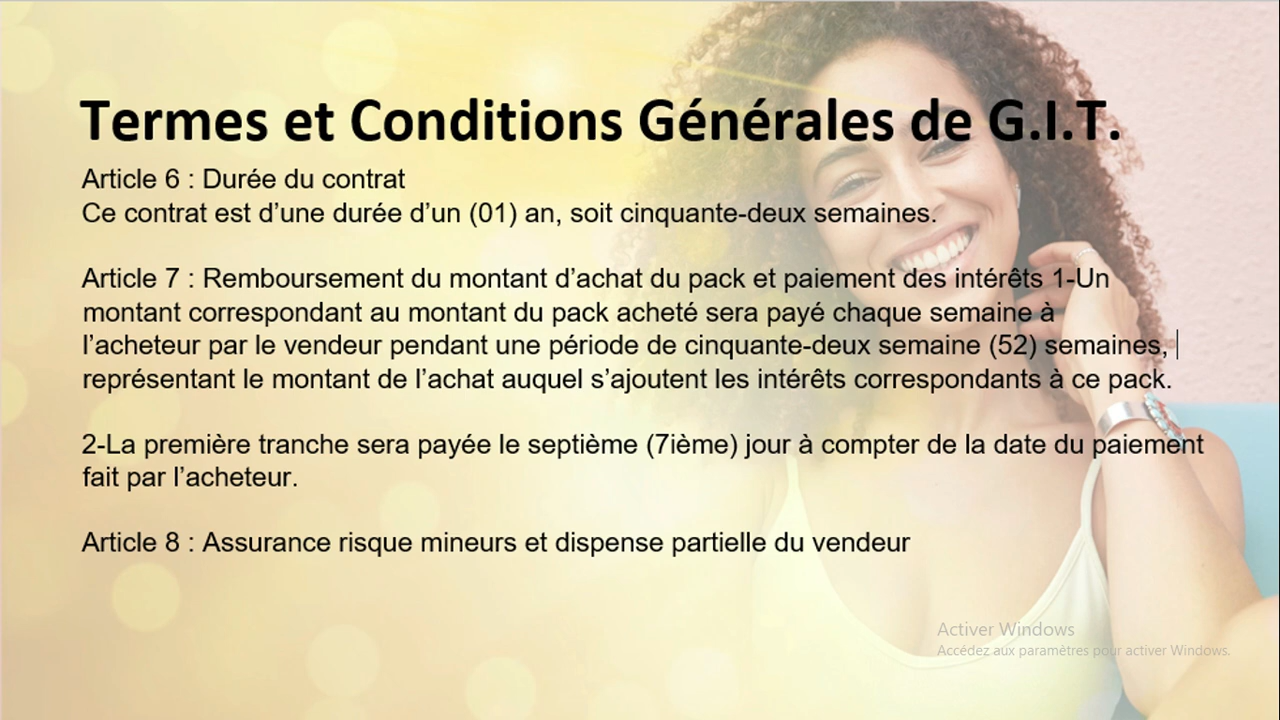 Termes et Conditions Générales de G.I.T.
Article 6 : Durée du contrat
Ce contrat est d’une durée d’un (01) an, soit cinquante-deux semaines.
Article 7 : Remboursement du montant d’achat du pack et paiement des intérêts 1-Un
montant correspondant au montant du pack acheté sera payé chaque semaine à
l’acheteur par le vendeur pendant une période de cinquante-deux semaine (52) semaines,
représentant le montant de l’achat auquel s’ajoutent les intérêts correspondants à ce pack.
2-La première tranche sera payée le septième (7ième) jour à compter de la date du paiement
fait par l’acheteur.
Article 8 : Assurance risque mineurs et dispense partielle du vendeur
Activer Windows
Accédez aux paramètres pour activer Windows.